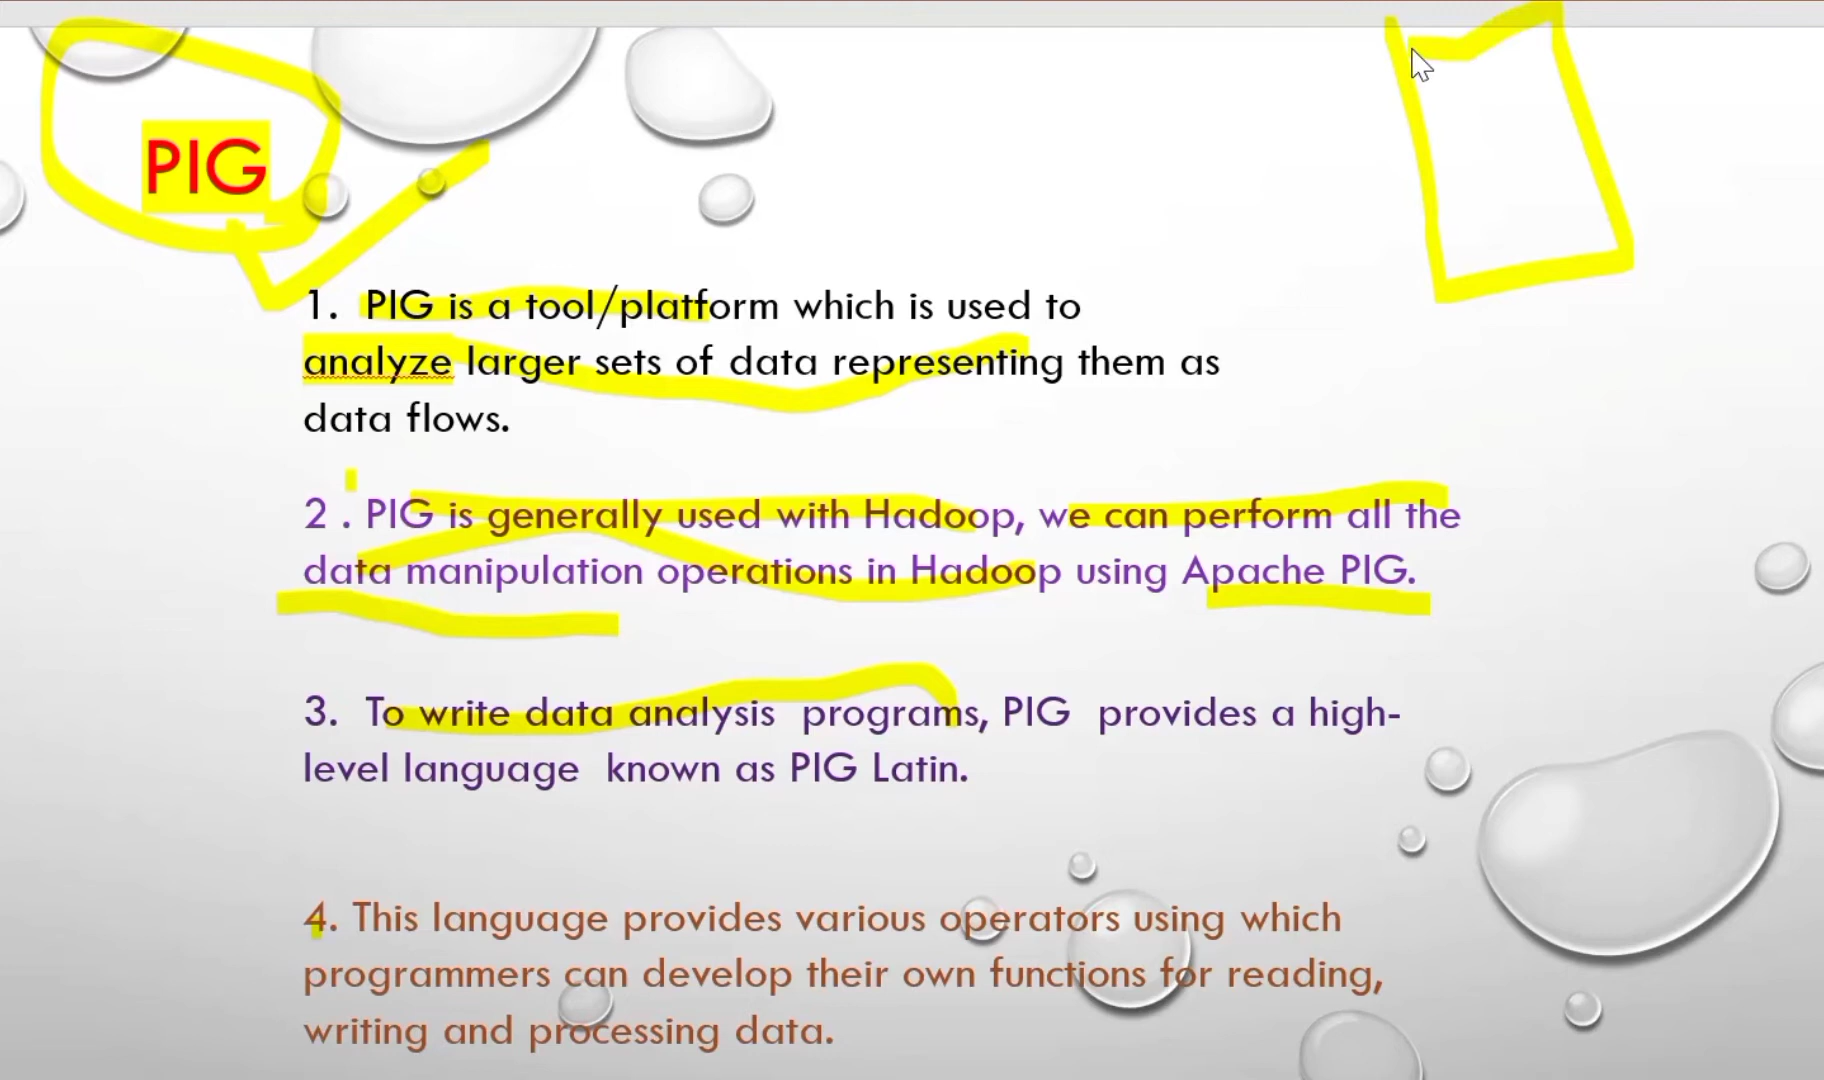 PIG
1. PIG is a tool/platform which is used to
analyze larger sets of data representing them as
data flows.
2 . PIG is generally used with Hadoop, we can perform all the
data manipulation operations in Hadoop using Apache PIG.
3. To write data analysis programs, PIG provides a high-
level language known as PIG Latin.
4. This language provides various operators using which
programmers can develop their own functions for reading,
writing and processing data.